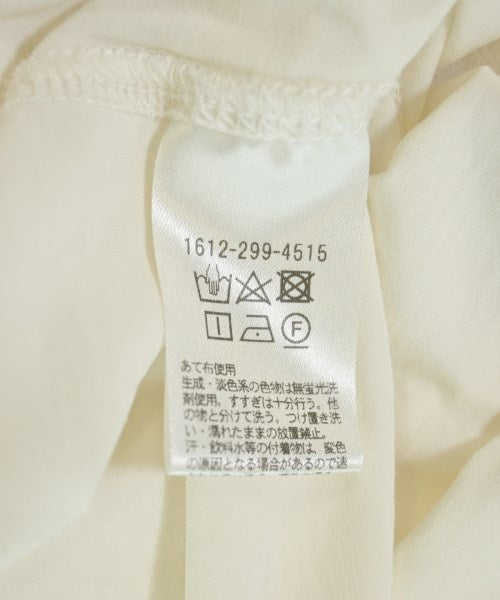 1612-299-4515
F
あて布使用
生成・淡色系の色物は無蛍光洗
剤使用。すすぎは十分行う。他
の物と分けて洗う。つけ置き洗
い・濡れたままの放置禁止。
汗・飲料水等の付着物は、変色
の原因となる場合があるので速